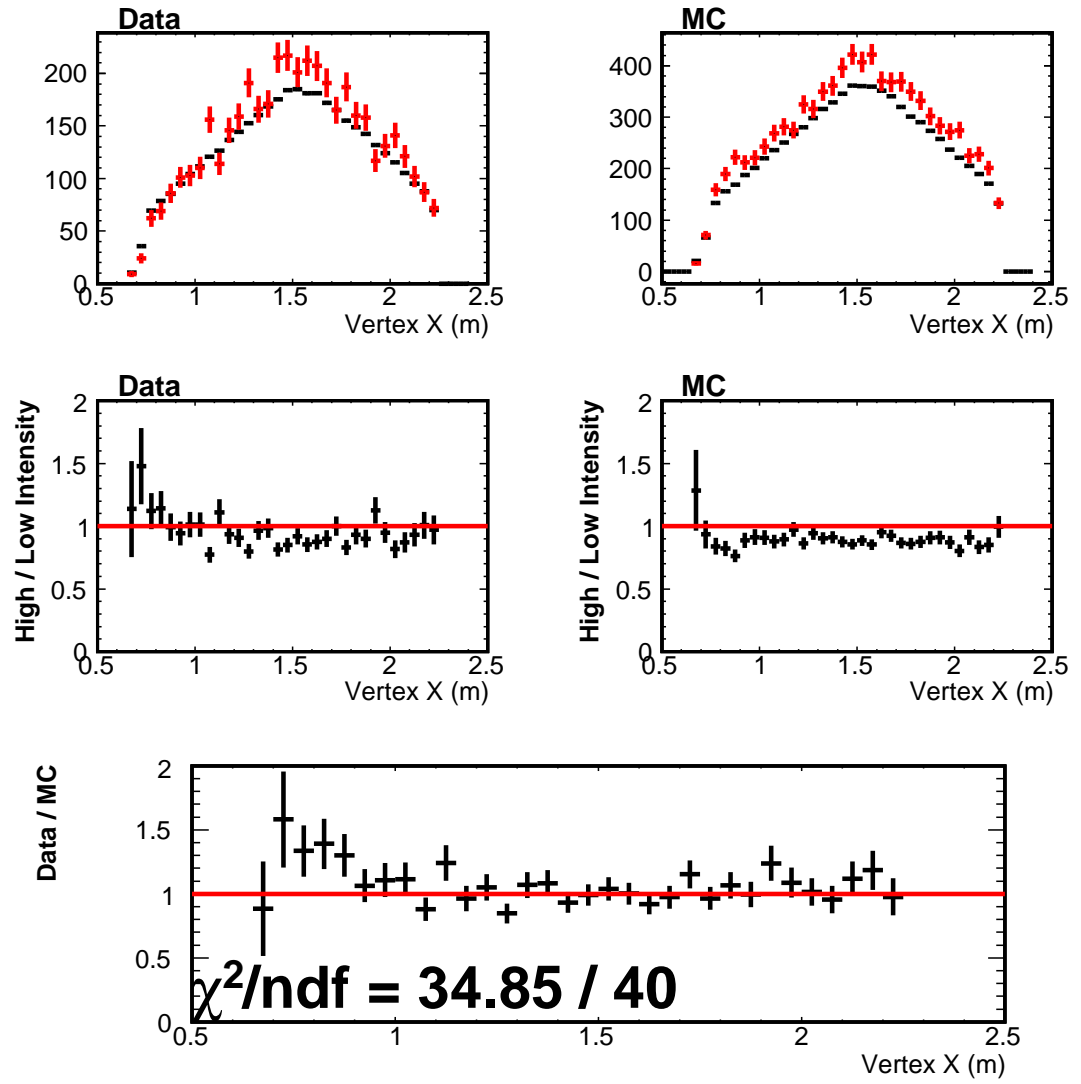 Data
200
150
100
50
0
0.5 1 1.5 2 2.5
Vertex X (m)
MC
400
300
200
100
0
0.5 1 1.5 2 2.5
Vertex X (m)
Data
High / Low Intensity
2
1.5
1
0.5
0
0.5 1 1.5 2 2.5
Vertex X (m)
MC
High / Low Intensity
2
1.5
1
0.5
0
0.5 1 1.5 2 2.5
Vertex X (m)
Data / MC
2
1.5
1
0.5
0
χ²/ndf = 34.85 / 40
0.5 1 1.5 2 2.5
Vertex X (m)